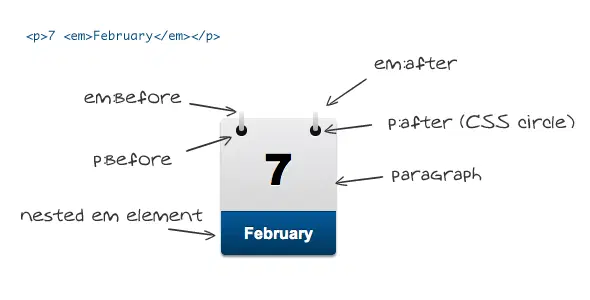 <p>7 <em>February</em></p>
em:after
em:before
p:after (CSS circle)
p:before
7
paragraph
nested em element
February